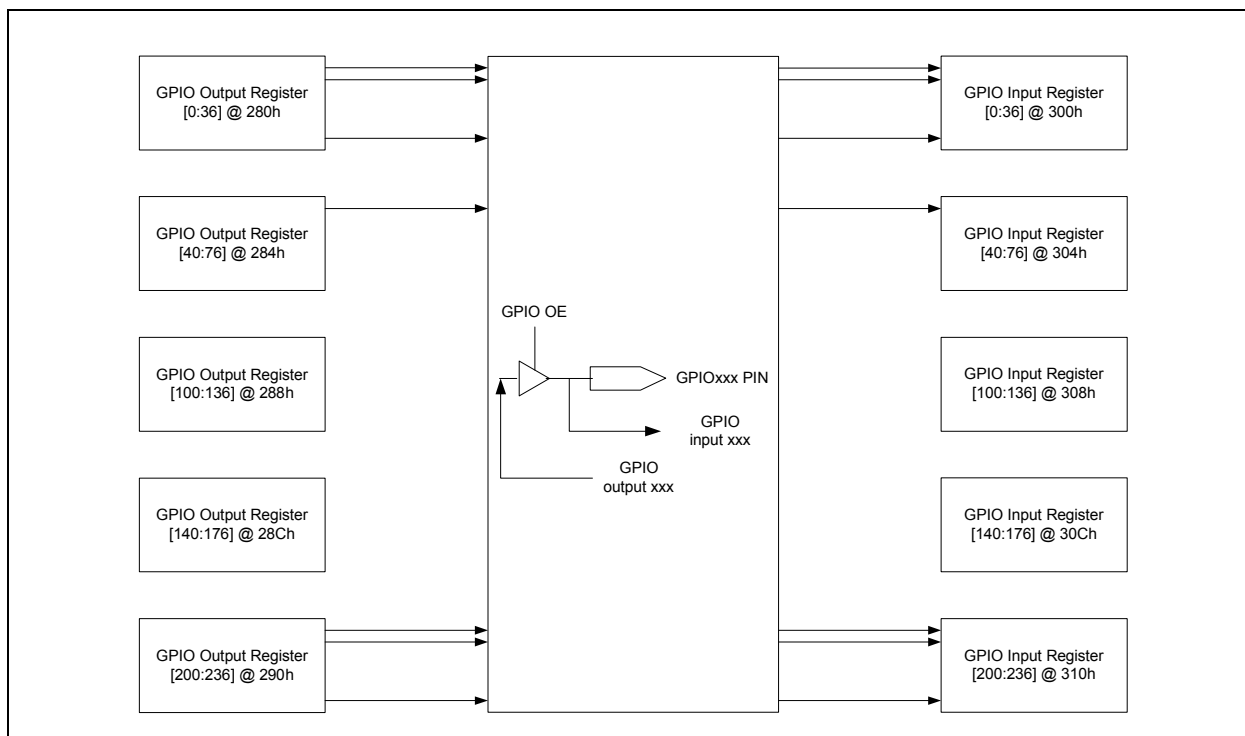 GPIO Output Register
[0:36] @ 280h
GPIO Input Register
[0:36] @ 300h
GPIO Output Register
[40:76] @ 284h
GPIO Input Register
[40:76] @ 304h
GPIO OE
GPIO Output Register
[100:136] @ 288h
GPIOxxx PIN
GPIO
input xxx
GPIO
output xxx
GPIO Input Register
[100:136] @ 308h
GPIO Output Register
[140:176] @ 28Ch
GPIO Input Register
[140:176] @ 30Ch
GPIO Output Register
[200:236] @ 290h
GPIO Input Register
[200:236] @ 310h